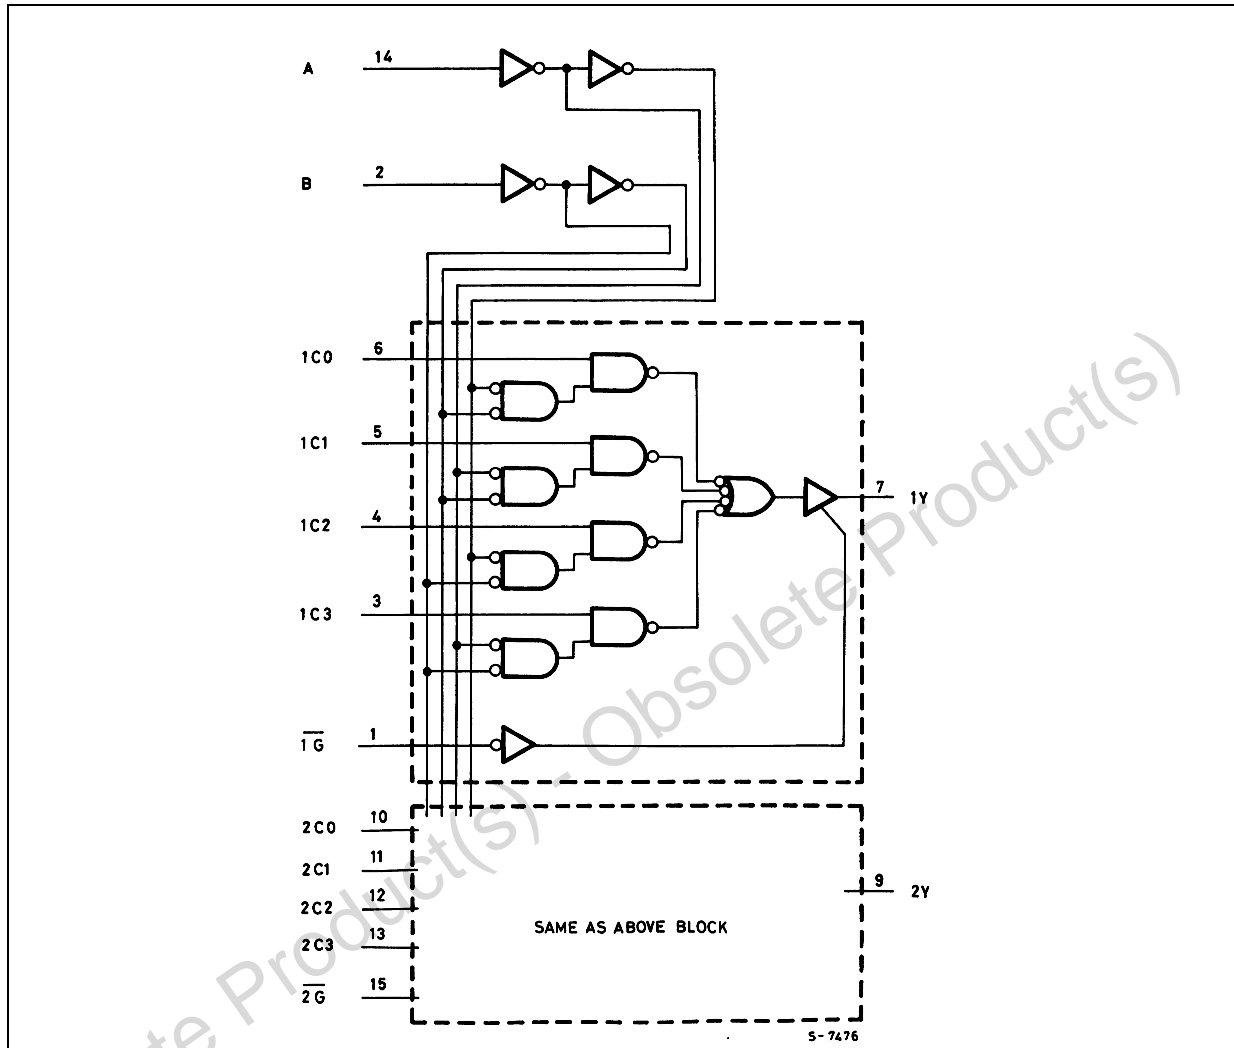 A 14
B 2
1C0 6
1C1 5
1C2 4
1C3 3
7 1Y
1G 1
2C0 10
2C1 11
2C2 12
2C3 13
2G 15
9 2Y
SAME AS ABOVE BLOCK
S-7476
te Product(s) - Obsolete Product(s)